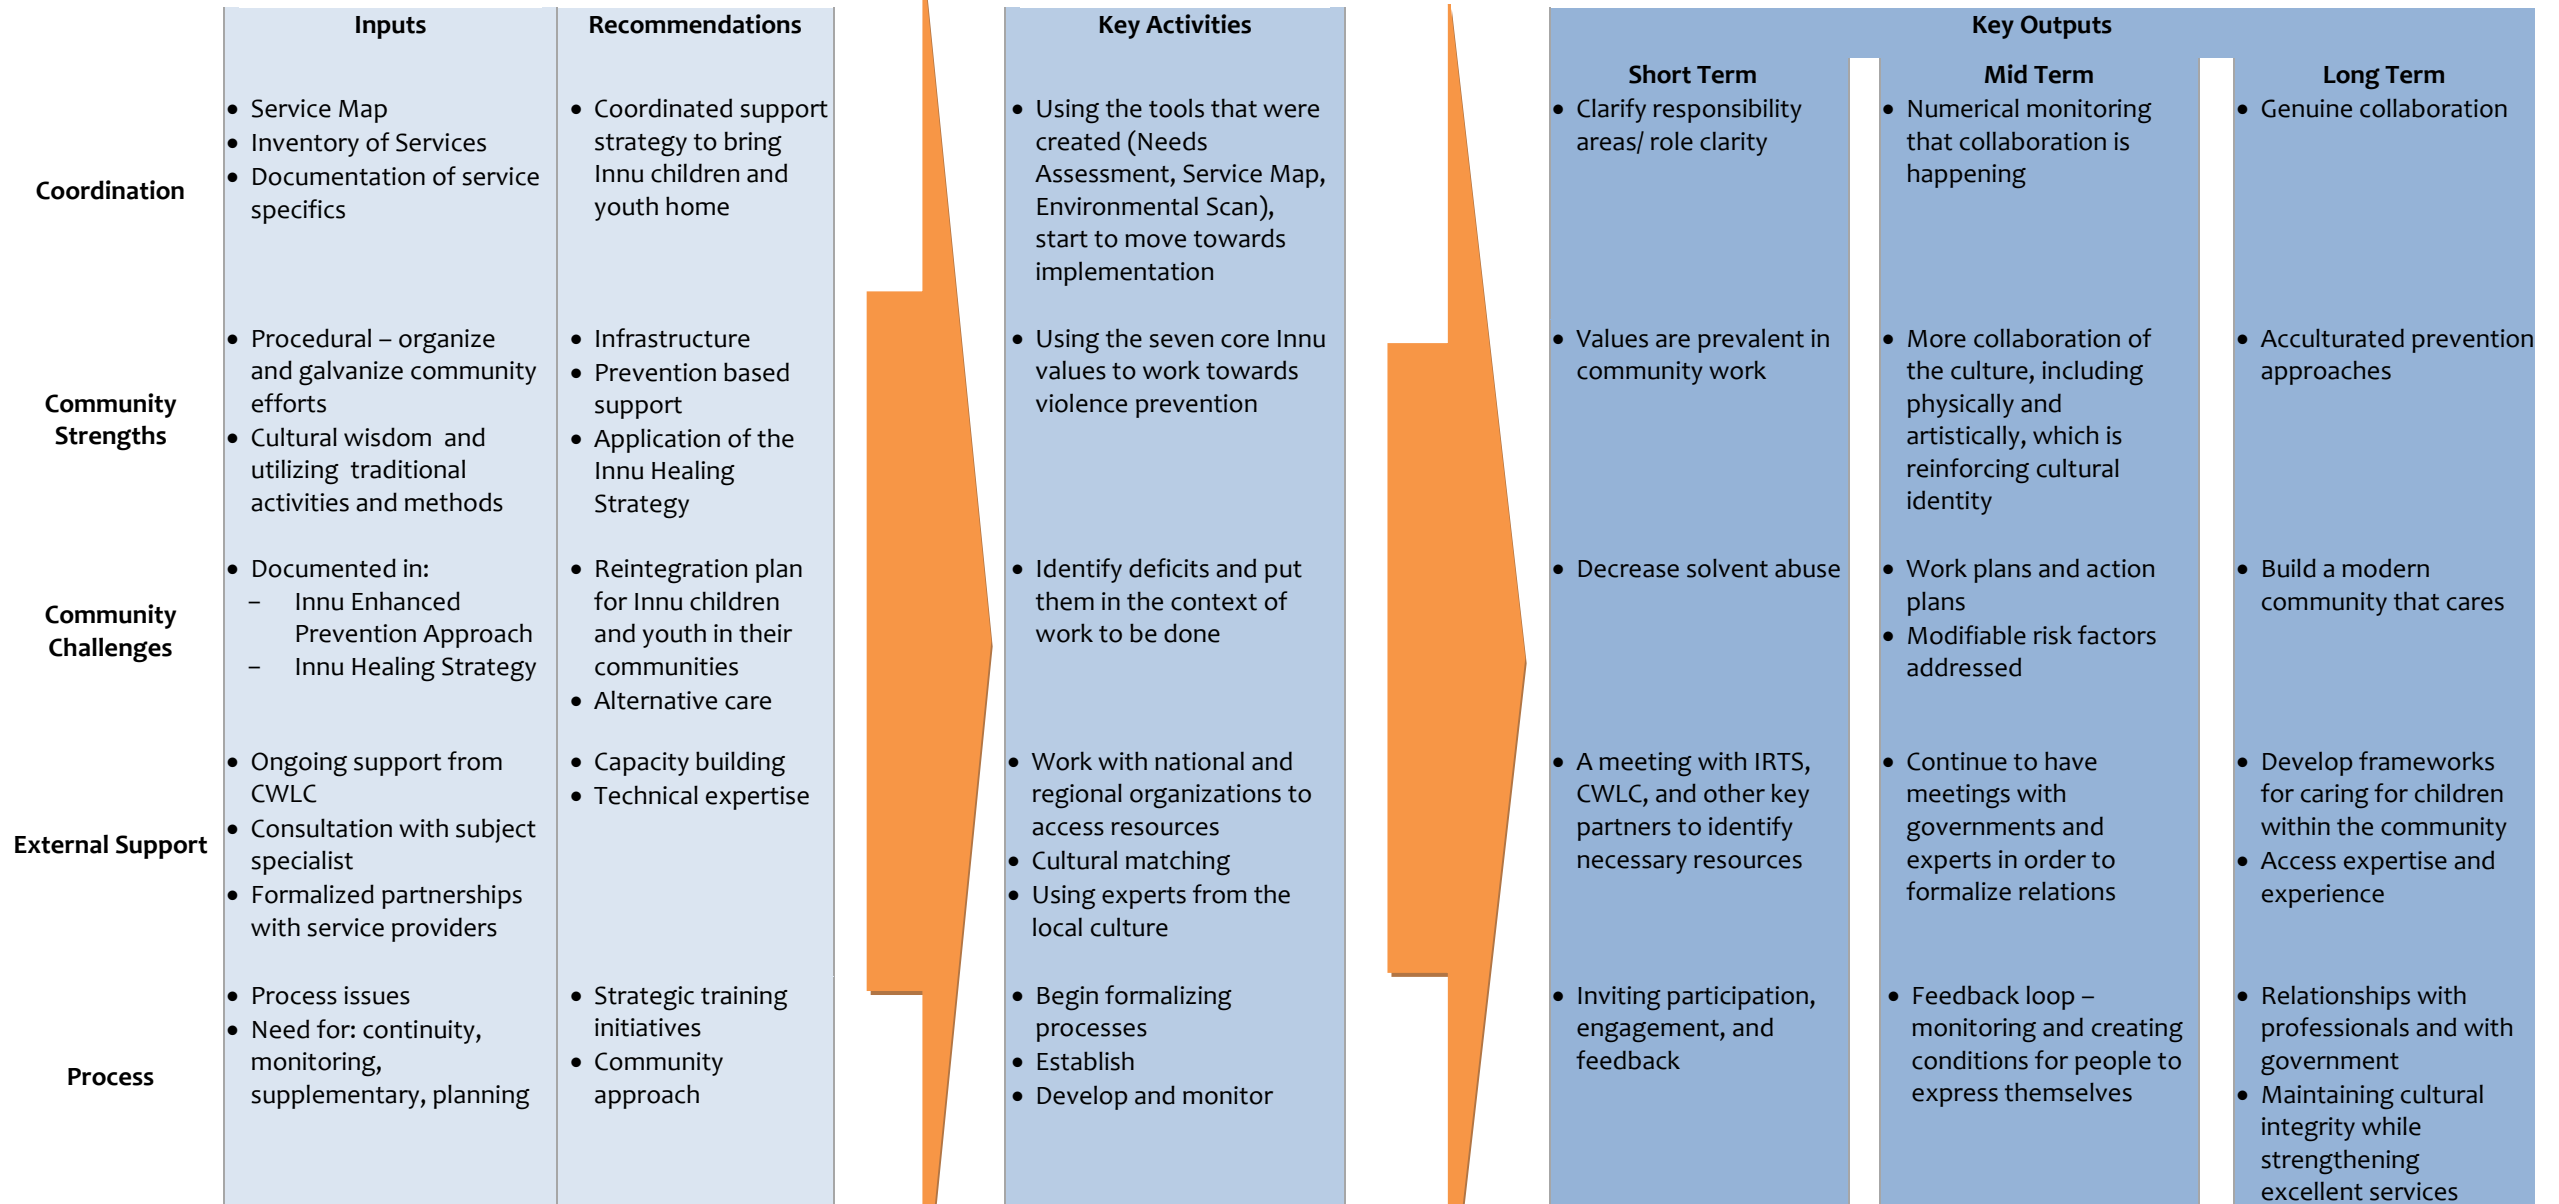 Inputs
Recommendations
Key Activities
Key Outputs
Short Term
Mid Term
Long Term
Coordination
• Service Map
• Inventory of Services
• Documentation of service
specifics
• Coordinated support
strategy to bring
Innu children and
youth home
• Using the tools that were
created (Needs
Assessment, Service Map,
Environmental Scan),
start to move towards
implementation
• Clarify responsibility
areas/ role clarity
• Numerical monitoring
that collaboration is
happening
• Genuine collaboration
Community
Strengths
• Procedural – organize
and galvanize community
efforts
• Cultural wisdom and
utilizing traditional
activities and methods
• Infrastructure
• Prevention based
support
• Application of the
Innu Healing
Strategy
• Using the seven core Innu
values to work towards
violence prevention
• Values are prevalent in
community work
• More collaboration of
the culture, including
physically and
artistically, which is
reinforcing cultural
identity
• Acculturated prevention
approaches
Community
Challenges
• Documented in:
– Innu Enhanced
Prevention Approach
– Innu Healing Strategy
• Reintegration plan
for Innu children
and youth in their
communities
• Alternative care
• Identify deficits and put
them in the context of
work to be done
• Decrease solvent abuse
• Work plans and action
plans
• Modifiable risk factors
addressed
• Build a modern
community that cares
External Support
• Ongoing support from
CWLC
• Consultation with subject
specialist
• Formalized partnerships
with service providers
• Capacity building
• Technical expertise
• Work with national and
regional organizations to
access resources
• Cultural matching
• Using experts from the
local culture
• A meeting with IRTS,
CWLC, and other key
partners to identify
necessary resources
• Continue to have
meetings with
governments and
experts in order to
formalize relations
• Develop frameworks
for caring for children
within the community
• Access expertise and
experience
Process
• Process issues
• Need for: continuity,
monitoring,
supplementary, planning
• Strategic training
initiatives
• Community
approach
• Begin formalizing
processes
• Establish
• Develop and monitor
• Inviting participation,
engagement, and
feedback
• Feedback loop –
monitoring and creating
conditions for people to
express themselves
• Relationships with
professionals and with
government
• Maintaining cultural
integrity while
strengthening
excellent services